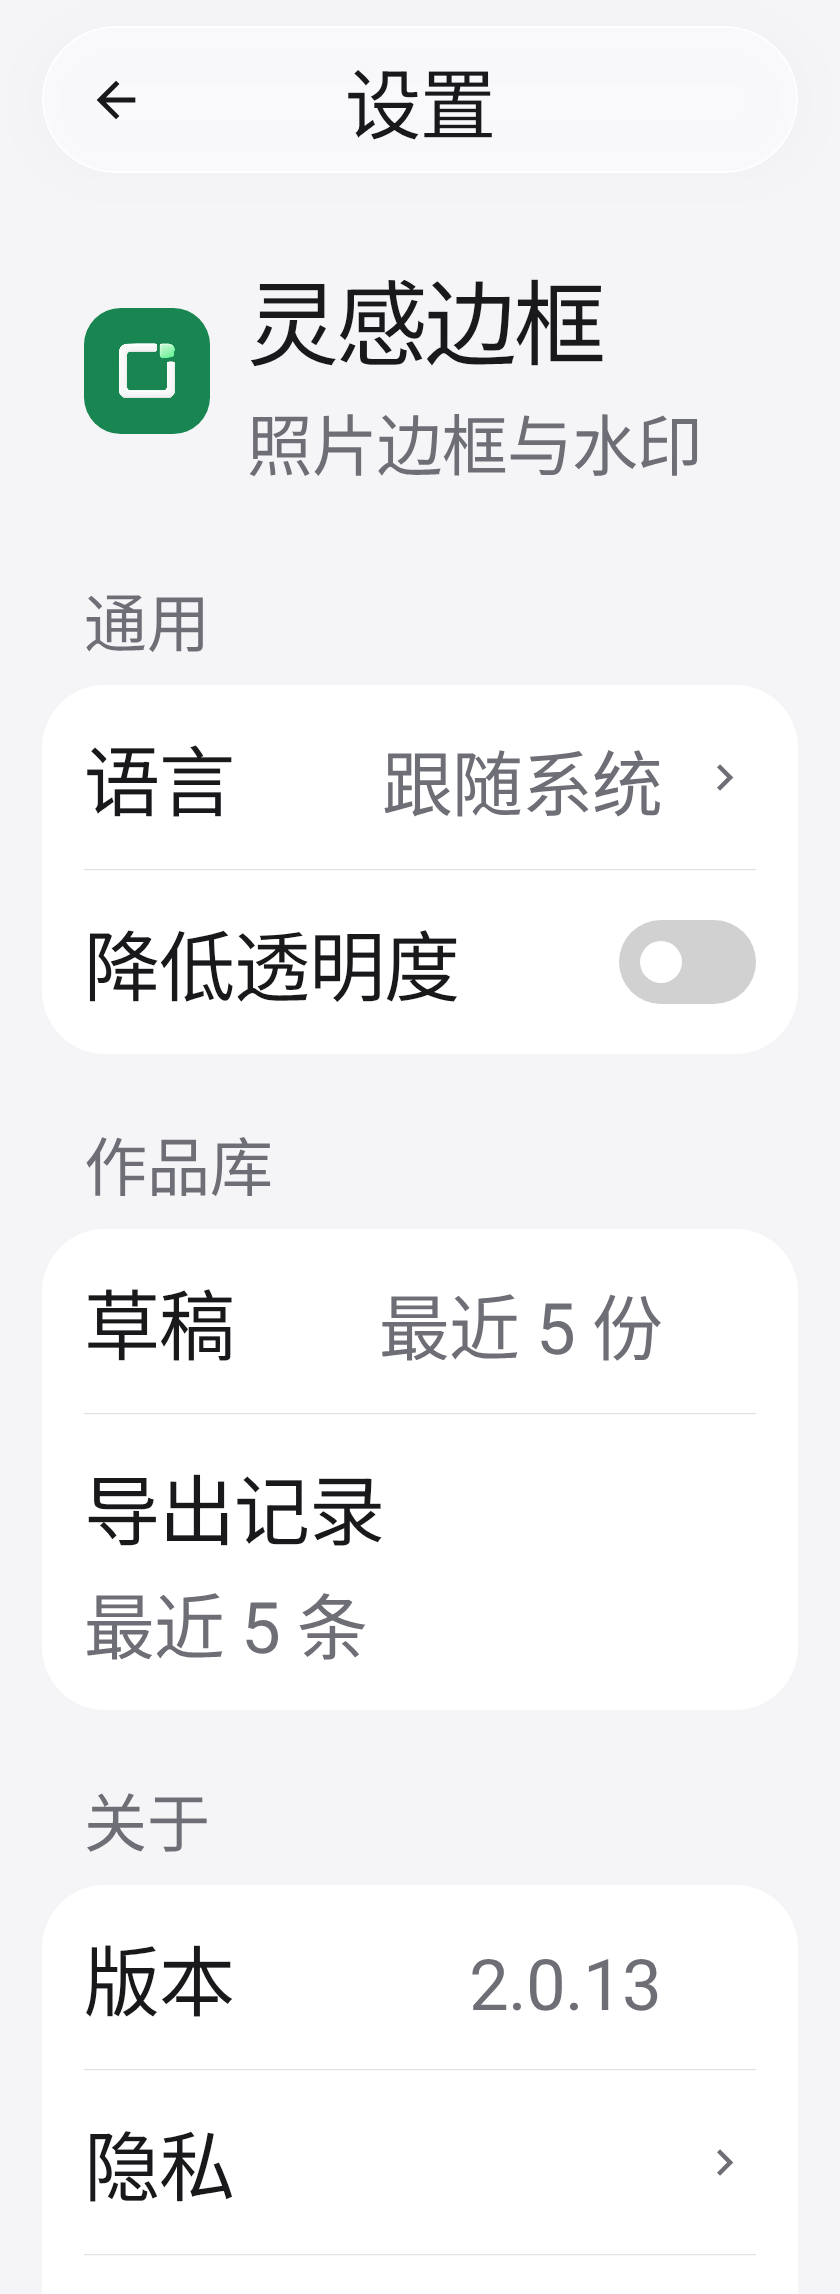 设置
灵感边框
照片边框与水印
通用
语言 跟随系统
降低透明度
作品库
草稿 最近 5 份
导出记录
最近 5 条
关于
版本 2.0.13
隐私